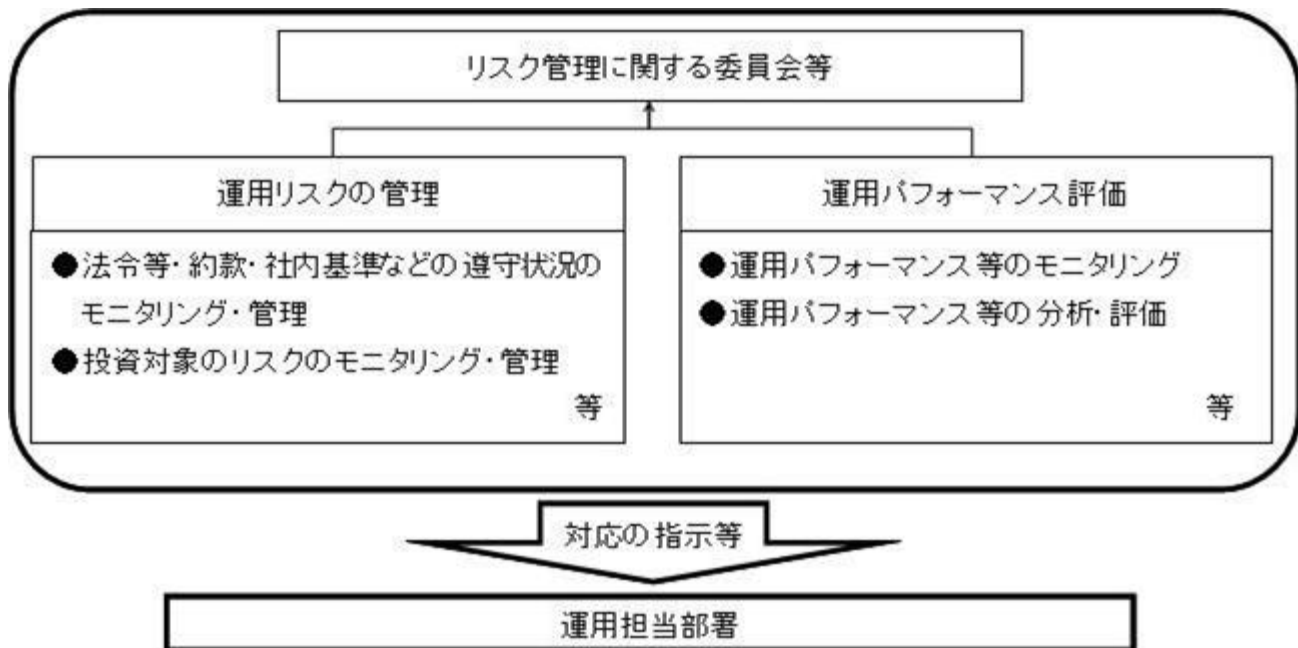 リスク管理に関する委員会等
運用リスクの管理
●法令等・約款・社内基準などの遵守状況の
モニタリング・管理
●投資対象のリスクのモニタリング・管理
等
運用パフォーマンス評価
●運用パフォーマンス等のモニタリング
●運用パフォーマンス等の分析・評価
等
対応の指示等
運用担当部署